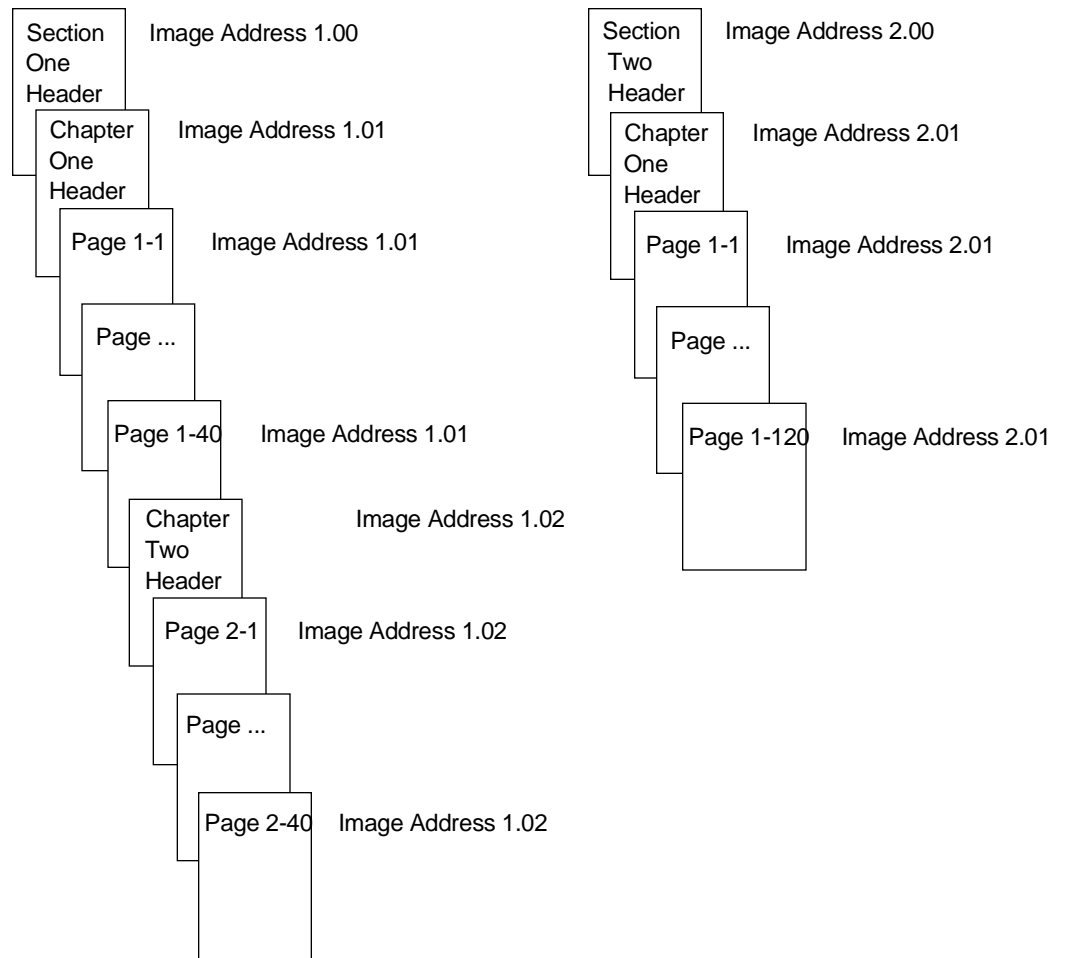 Section
One
Header
Image Address 1.00
Chapter
One
Header
Image Address 1.01
Page 1-1
Image Address 1.01
Page ...
Page 1-40
Image Address 1.01
Chapter
Two
Header
Image Address 1.02
Page 2-1
Image Address 1.02
Page ...
Page 2-40
Image Address 1.02
Section
Two
Header
Image Address 2.00
Chapter
One
Header
Image Address 2.01
Page 1-1
Image Address 2.01
Page ...
Page 1-120
Image Address 2.01